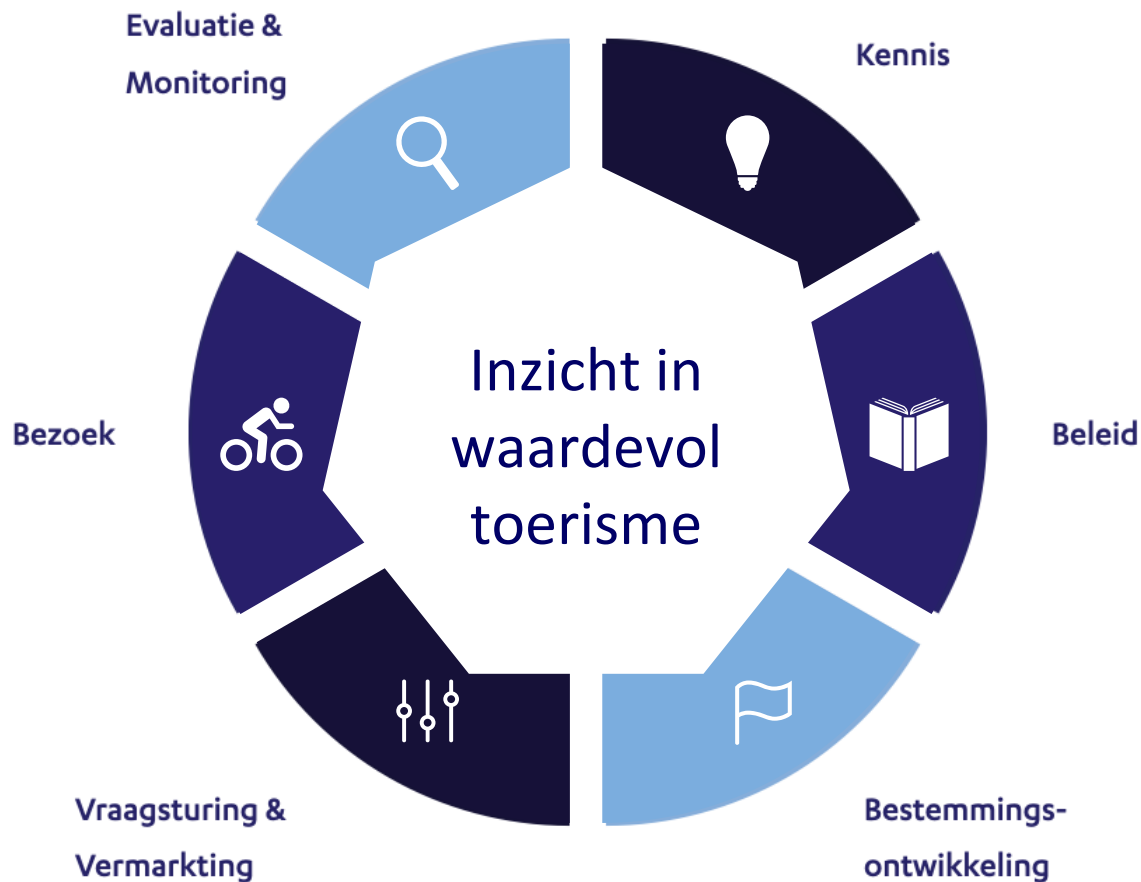 Evaluatie &
Monitoring
Kennis
Inzicht in
waardevol
toerisme
Bezoek
Beleid
Vraagsturing &
Vermarkting
Bestemmings-
ontwikkeling